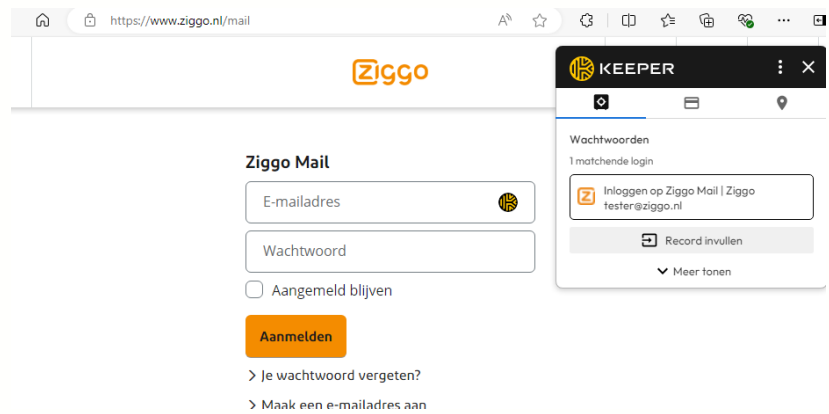 https://www.ziggo.nl/mail
ziggo
KEEPER
Wachtwoorden
1 matchende login
Inloggen op Ziggo Mail | Ziggo
tester@ziggo.nl
Record invullen
Meer tonen
Ziggo Mail
E-mailadres
Wachtwoord
Aangemeld blijven
Aanmelden
Je wachtwoord vergeten?
Maak een e-mailadres aan